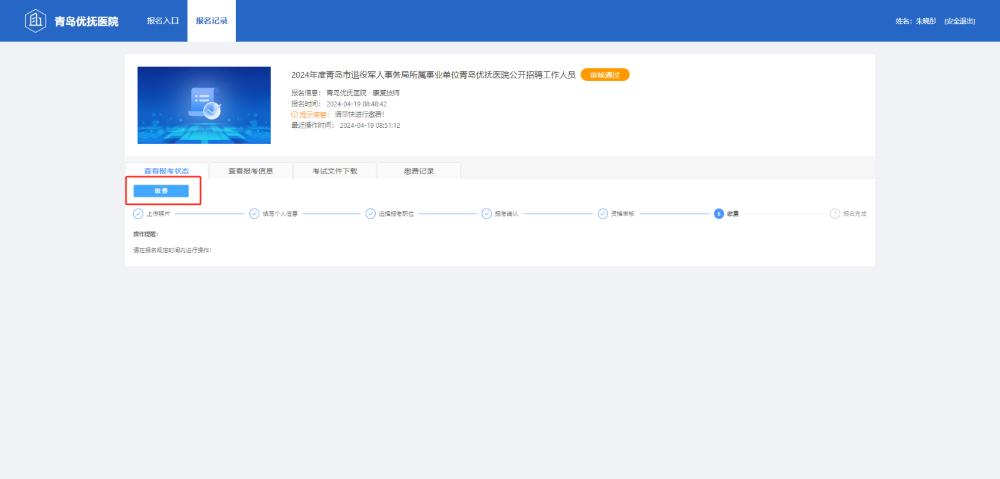 青岛优抚医院 报名入口 报名记录 姓名：朱晓彤 [安全退出]
2024年度青岛市退役军人事务局所属事业单位青岛优抚医院公开招聘工作人员 审核通过
报名信息： 青岛优抚医院 - 康复技师
报名时间： 2024-04-19 08:48:42
提示信息： 请尽快进行缴费！
最近操作时间： 2024-04-19 08:51:12
查看报考状态 查看报考信息 考试文件下载 缴费记录
缴费
上传照片 填写个人信息 选择报考职位 报考确认 资格审核 6 缴费 7 报名完成
操作提醒：
请在报名规定时间内进行操作！